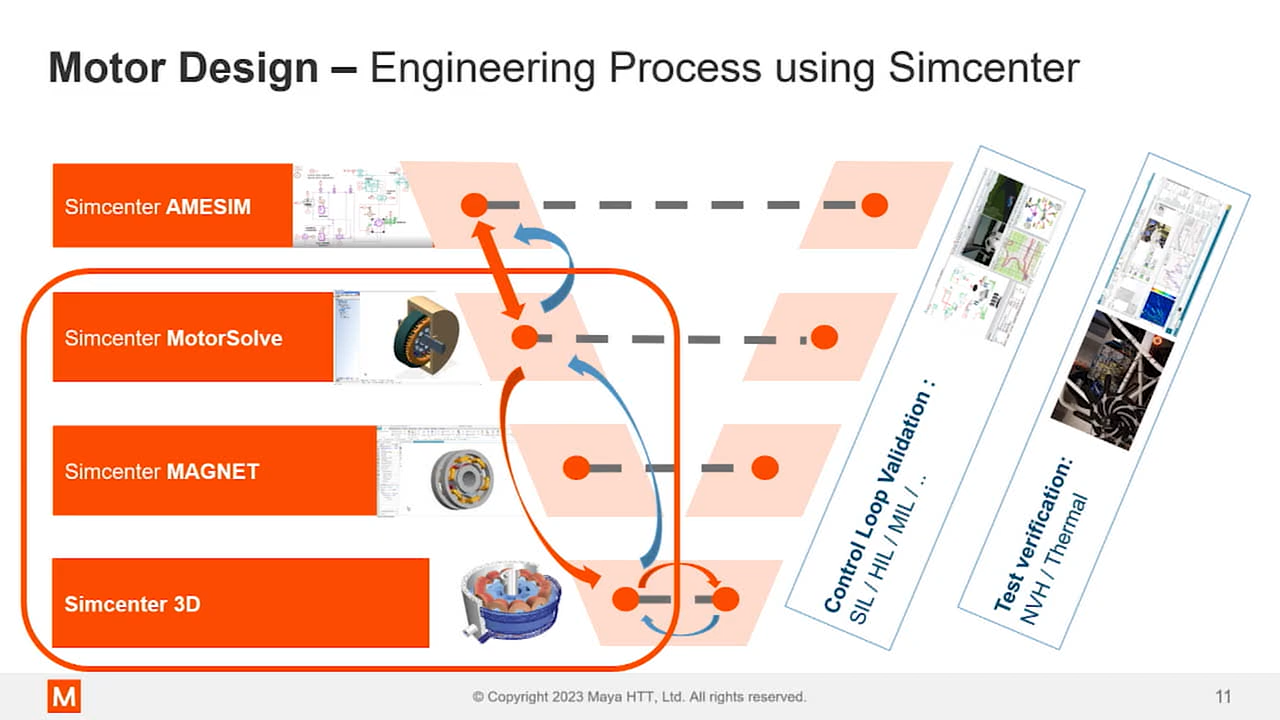 Motor Design – Engineering Process using Simcenter
Simcenter AMESIM
Simcenter MotorSolve
Simcenter MAGNET
Simcenter 3D
Control Loop Validation :
SIL / HIL / MIL / ..
Test verification:
NVH / Thermal
M
© Copyright 2023 Maya HTT, Ltd. All rights reserved.
11